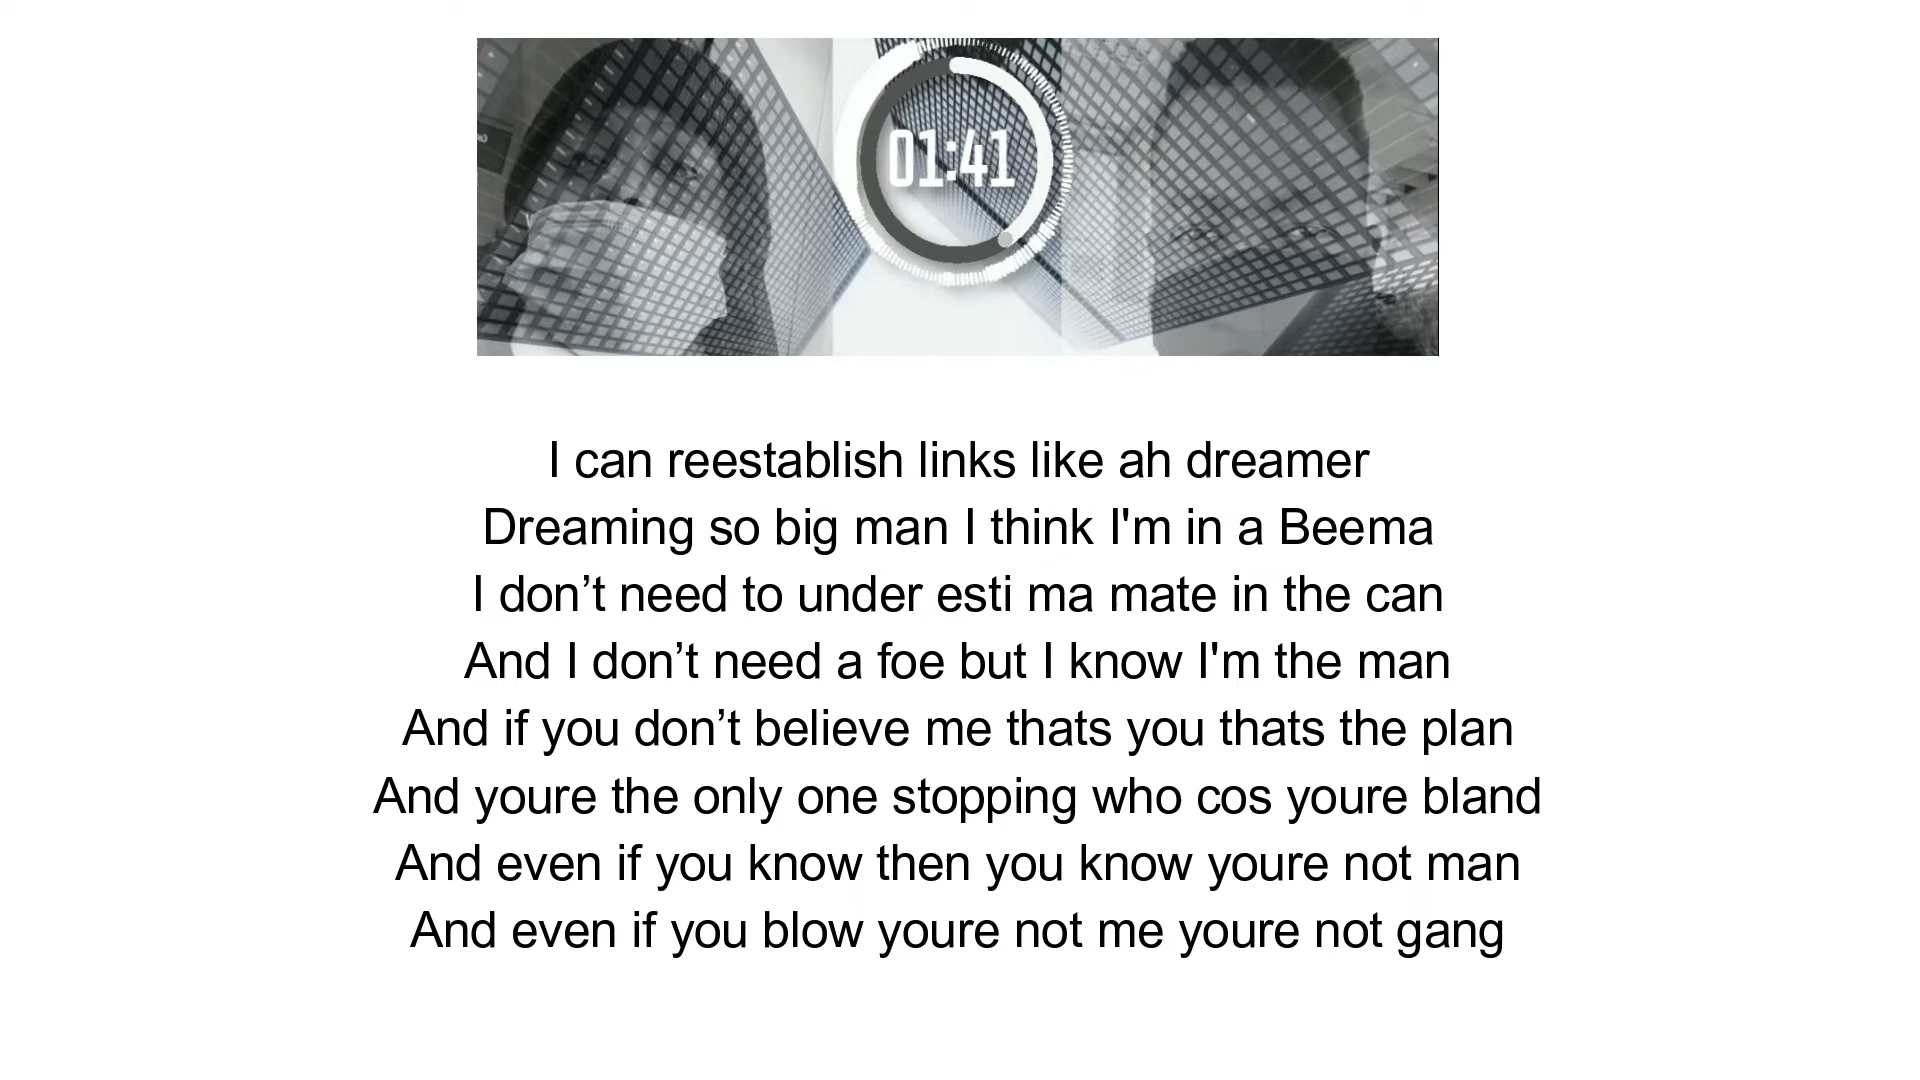 01:41
I can reestablish links like ah dreamer
Dreaming so big man I think I'm in a Beema
I don’t need to under esti ma mate in the can
And I don’t need a foe but I know I'm the man
And if you don’t believe me thats you thats the plan
And youre the only one stopping who cos youre bland
And even if you know then you know youre not man
And even if you blow youre not me youre not gang